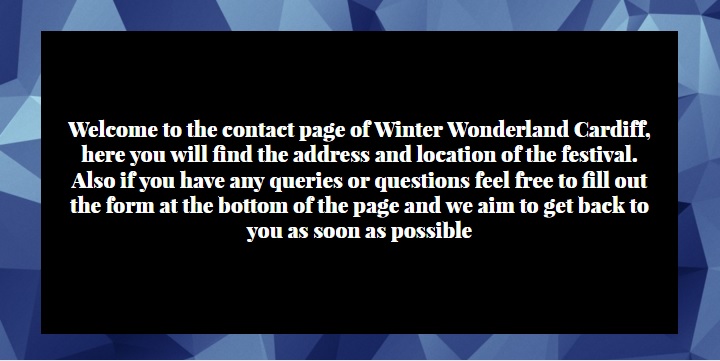 Welcome to the contact page of Winter Wonderland Cardiff,
here you will find the address and location of the festival.
Also if you have any queries or questions feel free to fill out
the form at the bottom of the page and we aim to get back to
you as soon as possible